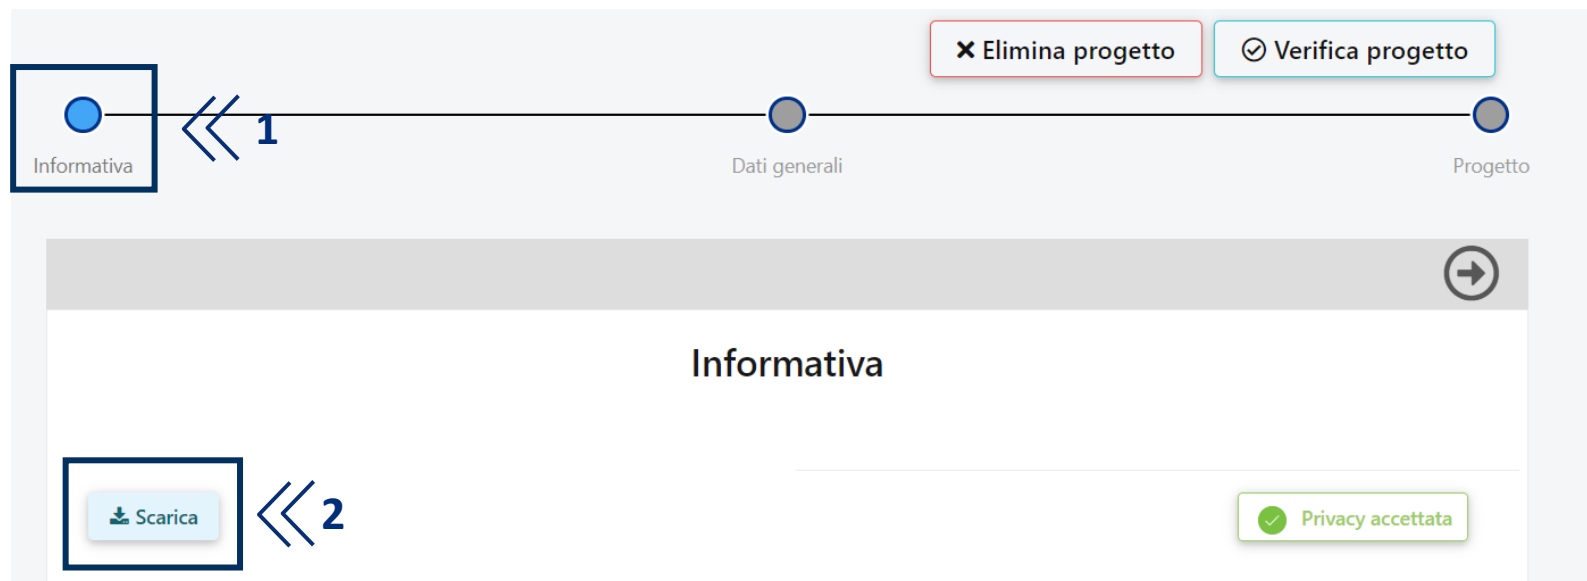 Elimina progetto
Verifica progetto
1
Informativa
Dati generali
Progetto
Informativa
Scarica
2
Privacy accettata